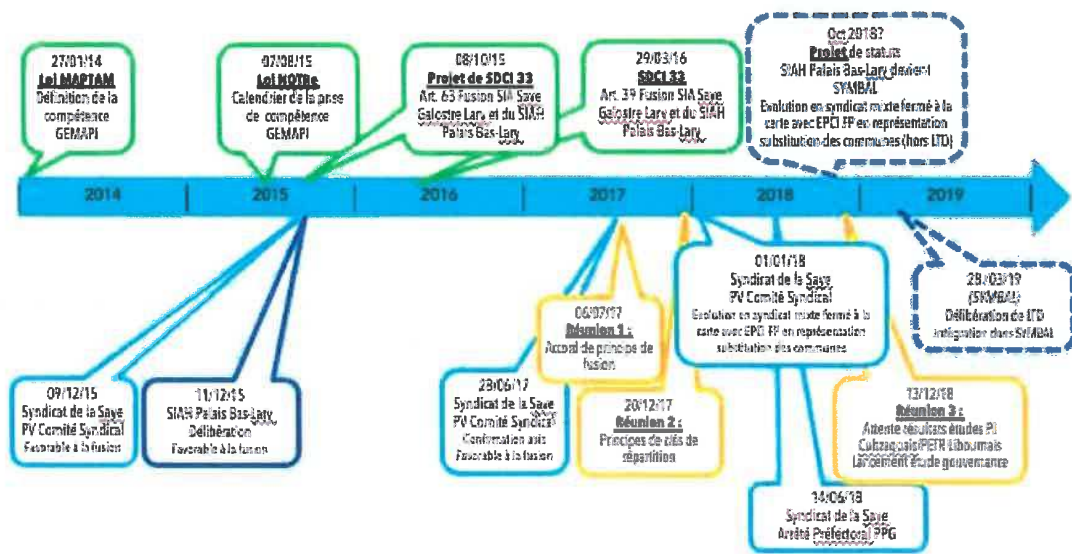 27/01/14
Loi MAPTAM
Définition de la
compétence
GEMAPI
07/08/15
Loi NOTRe
Calendrier de la prise
de compétence
GEMAPI
08/10/15
Projet de SDCI 33
Art. 63 Fusion SIA Saye
Galostre Lary et du SIAH
Palais Bas-Lary
29/03/16
SDCI 33
Art. 39 Fusion SIA Saye
Galostre Lary et du SIAH
Palais Bas-Lary
Oct 2018?
Projet de statuts
SIAH Palais Bas-Lary devient
SYMBAL
Evolution en syndicat mixte fermé à la
carte avec EPCI FP en représentation
substitution des communes (hors LTD)
2014
2015
2016
2017
2018
2019
09/12/15
Syndicat de la Saye
PV Comité Syndical
Favorable à la fusion
11/12/15
SIAH Palais Bas-Lary
Délibération
Favorable à la fusion
28/06/17
Syndicat de la Saye
PV Comité Syndical
Confirmation avis
Favorable à la fusion
06/07/17
Réunion 1 :
Accord de principe de
fusion
20/12/17
Réunion 2 :
Principes de clés de
répartition
01/01/18
Syndicat de la Saye
PV Comité Syndical
Evolution en syndicat mixte fermé à la
carte avec EPCI FP en représentation
substitution des communes
14/06/18
Syndicat de la Saye
Arrêté Préfectoral PPG
13/12/18
Réunion 3 :
Attente résultats études PI
Cubzaguais/PETR Libournais
Lancement étude gouvernance
28/03/19
(SYMBAL)
Délibération de LTD
intégration dans SYMBAL